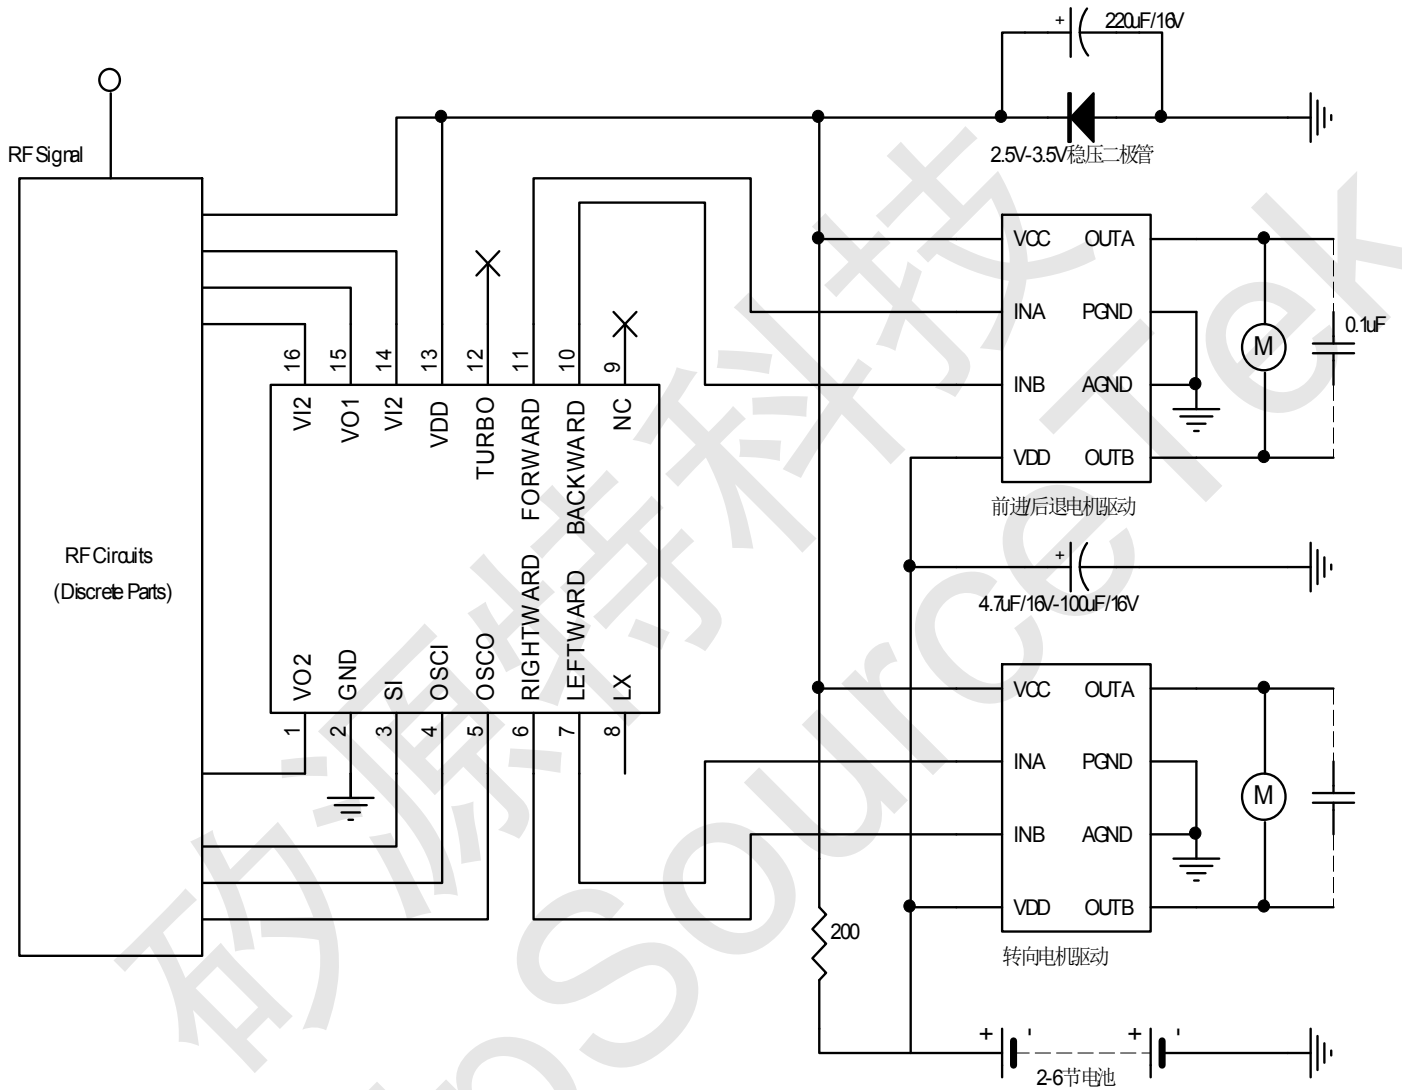 220uF/16V
+
RF Signal
2.5V-3.5V稳压二极管
VCC OUTA
INA PGND
0.1uF
M
INB AGND
VDD OUTB
前进/后退电机驱动
16 15 14 13 12 11 10 9
VI2 VO1 VI2 VDD TURBO FORWARD BACKWARD NC
RF Circuits
(Discrete Parts)
+
4.7uF/16V-100uF/16V
VO2 GND SI OSCI OSCO RIGHTWARD LEFTWARD LX
1 2 3 4 5 6 7 8
VCC OUTA
INA PGND
M
INB AGND
VDD OUTB
200
转向电机驱动
+ - + -
2-6节电池
矽源特科技
pSourceTek